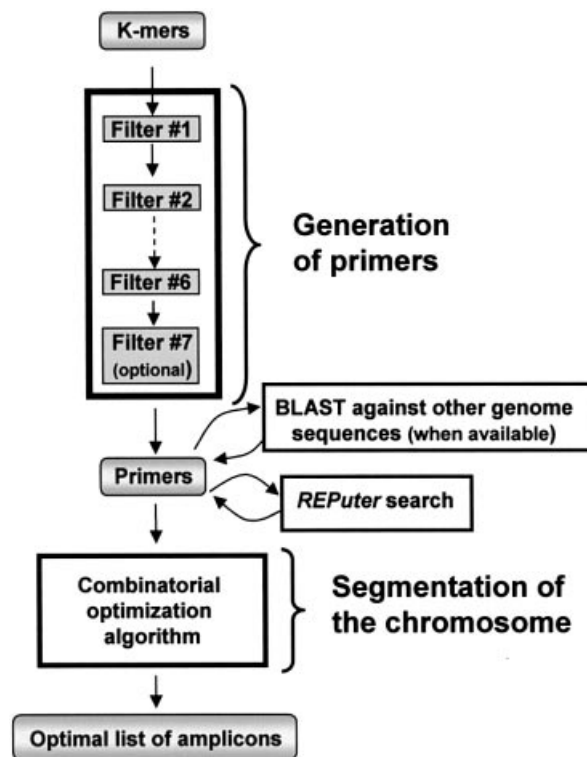 K-mers
Filter #1
Filter #2
Filter #6
Filter #7
(optional)
Generation
of primers
BLAST against other genome
sequences (when available)
Primers
REPuter search
Combinatorial
optimization
algorithm
Segmentation of
the chromosome
Optimal list of amplicons